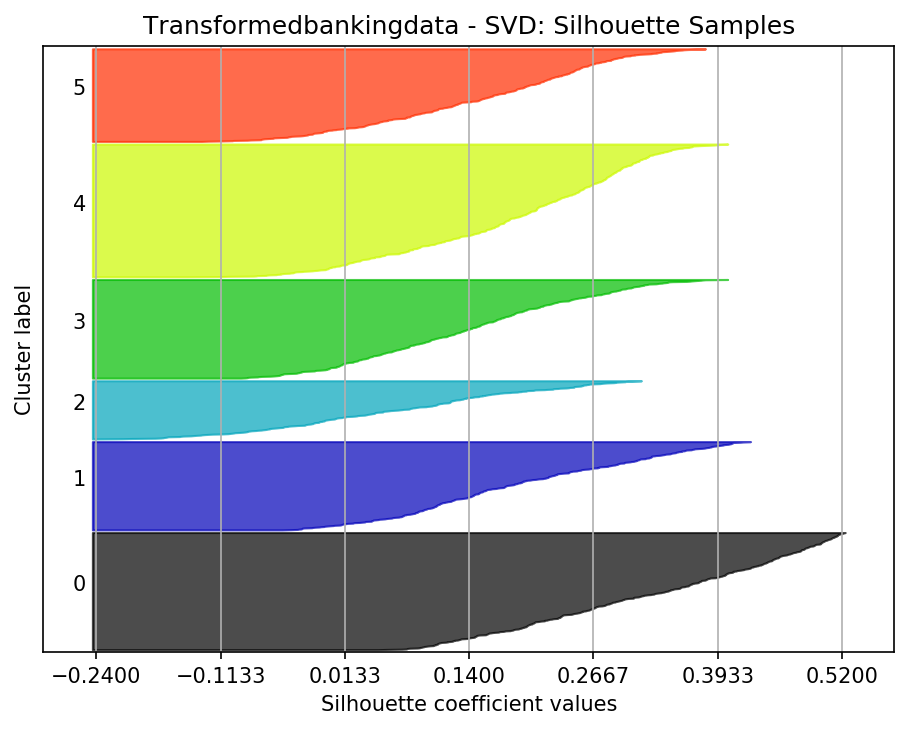 Transformedbankingdata - SVD: Silhouette Samples
5
4
3
2
1
0
Cluster label
−0.2400 −0.1133 0.0133 0.1400 0.2667 0.3933 0.5200
Silhouette coefficient values